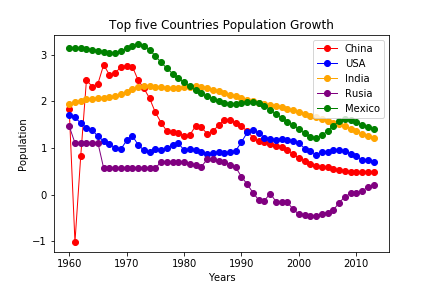 Top five Countries Population Growth
China
USA
India
Rusia
Mexico
Population
3
2
1
0
−1
1960
1970
1980
1990
2000
2010
Years